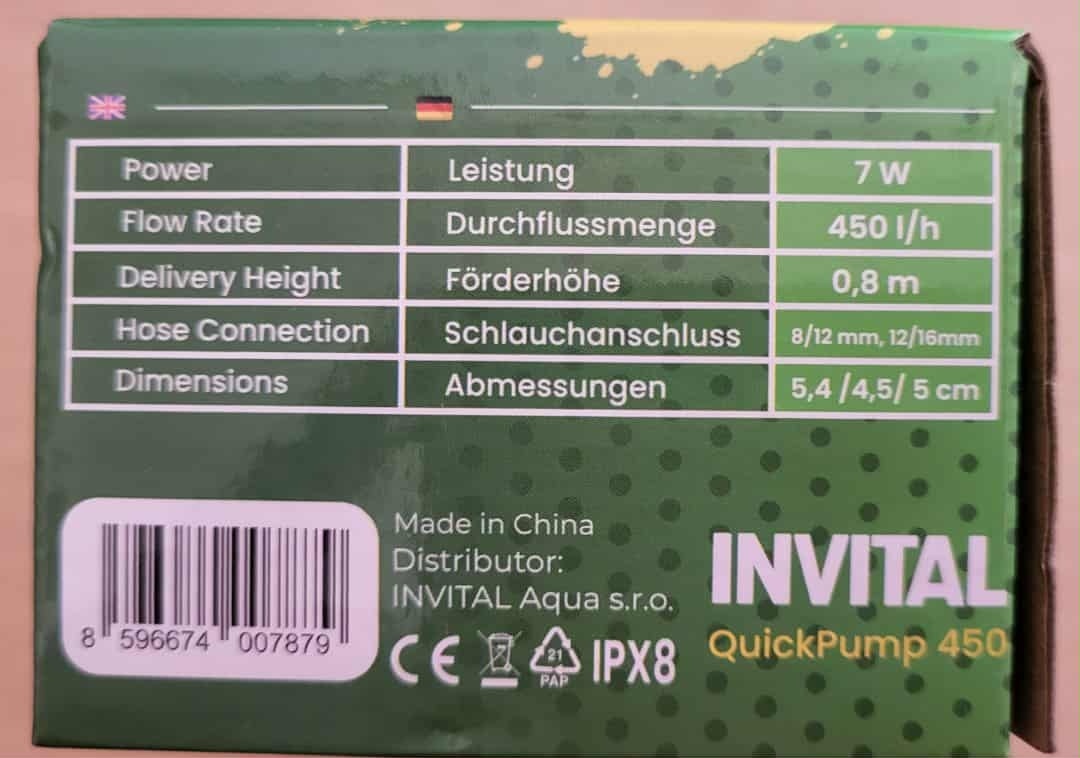 Power Leistung 7 W
Flow Rate Durchflussmenge 450 l/h
Delivery Height Förderhöhe 0,8 m
Hose Connection Schlauchanschluss 8/12 mm, 12/16mm
Dimensions Abmessungen 5,4 /4,5/ 5 cm
Made in China
Distributor:
INVITAL Aqua s.r.o.
8 596674 007879
CE 21 PAP IPX8
INVITAL
QuickPump 450